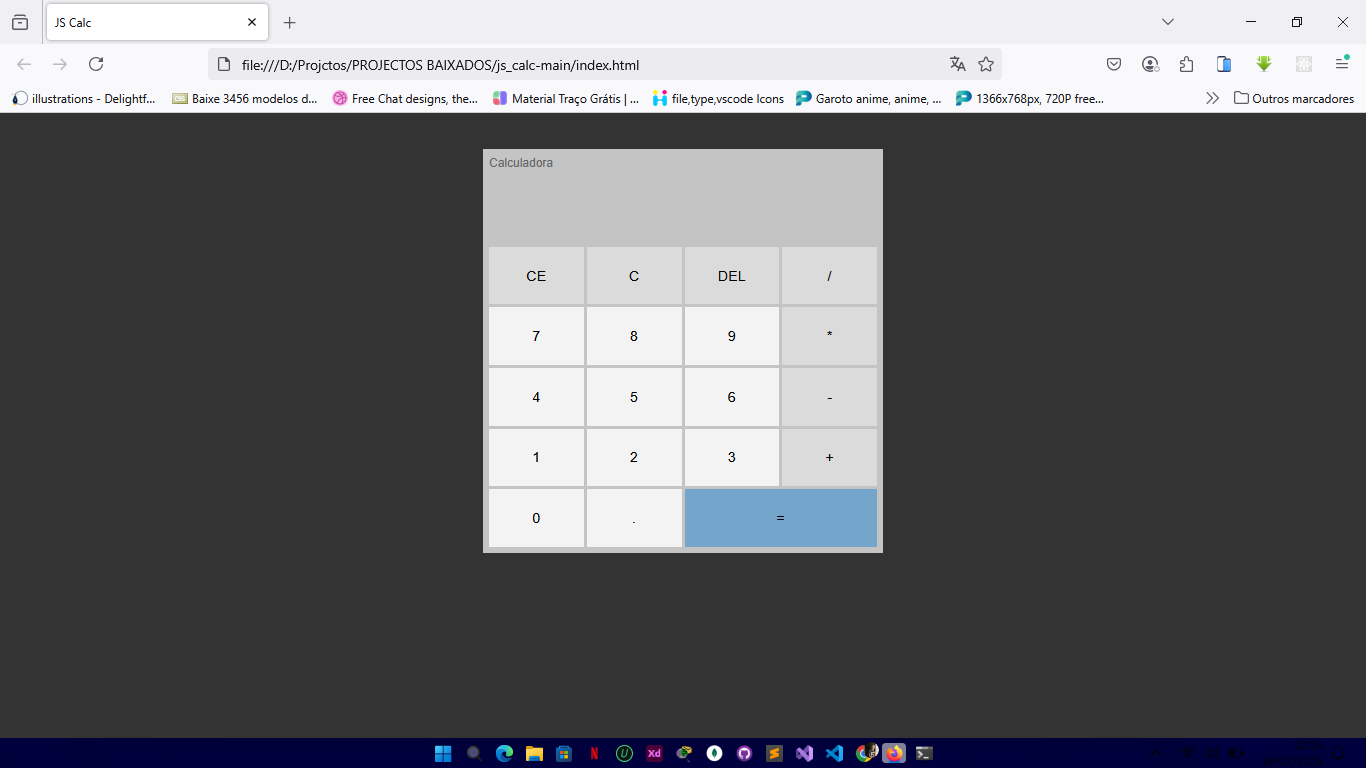 JS Calc
file:///D:/Projctos/PROJECTOS BAIXADOS/js_calc-main/index.html
illustrations - Delightf... Baixe 3456 modelos d... Free Chat designs, the... Material Traço Grátis | ... file,type,vscode Icons Garoto anime, anime, ... 1366x768px, 720P free... Outros marcadores
Calculadora
CE C DEL /
7 8 9 *
4 5 6 -
1 2 3 +
0 . =